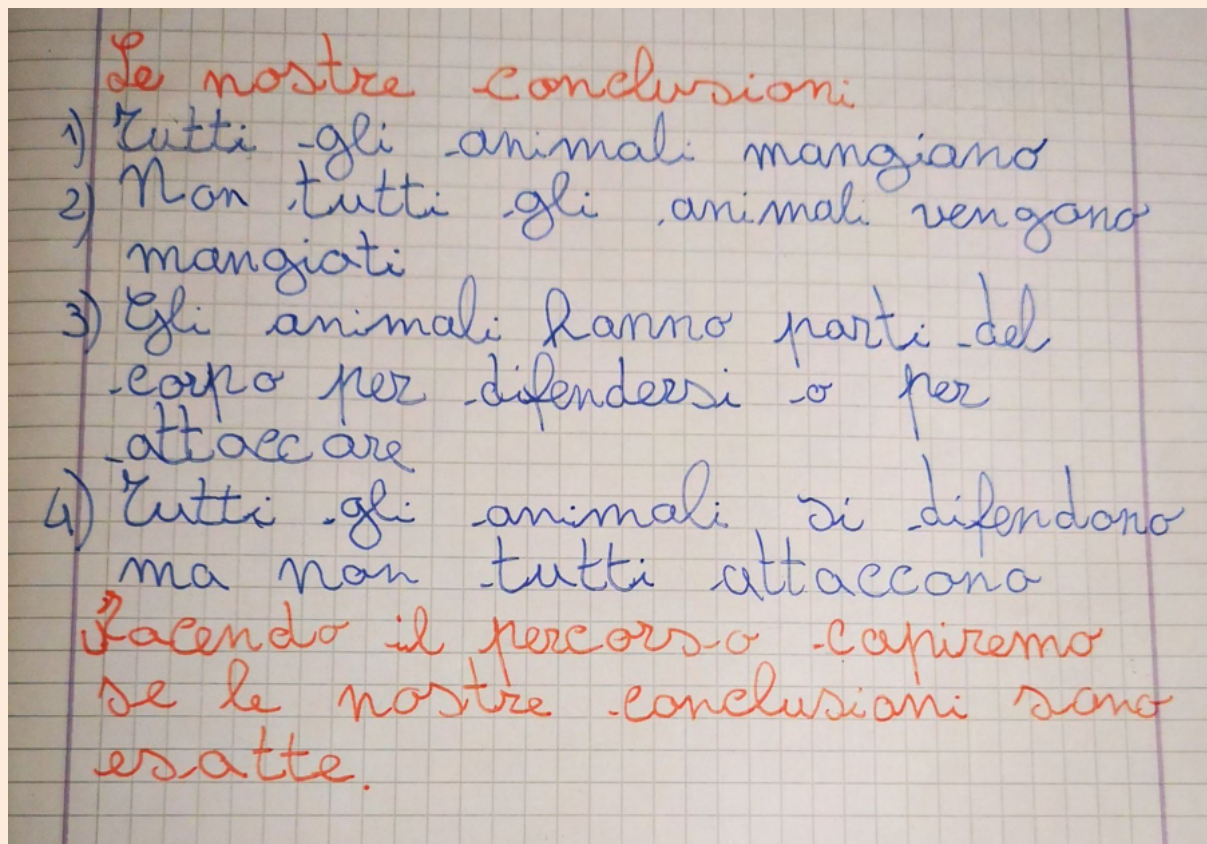 Le nostre conclusioni
1) Tutti gli animali mangiano
2) Non tutti gli animali vengono
mangiati
3) Gli animali hanno parti del
corpo per difendersi o per
attaccare
4) Tutti gli animali si difendono
ma non tutti attaccono
Facendo il percorso capiremo
se le nostre conclusioni sono
esatte.